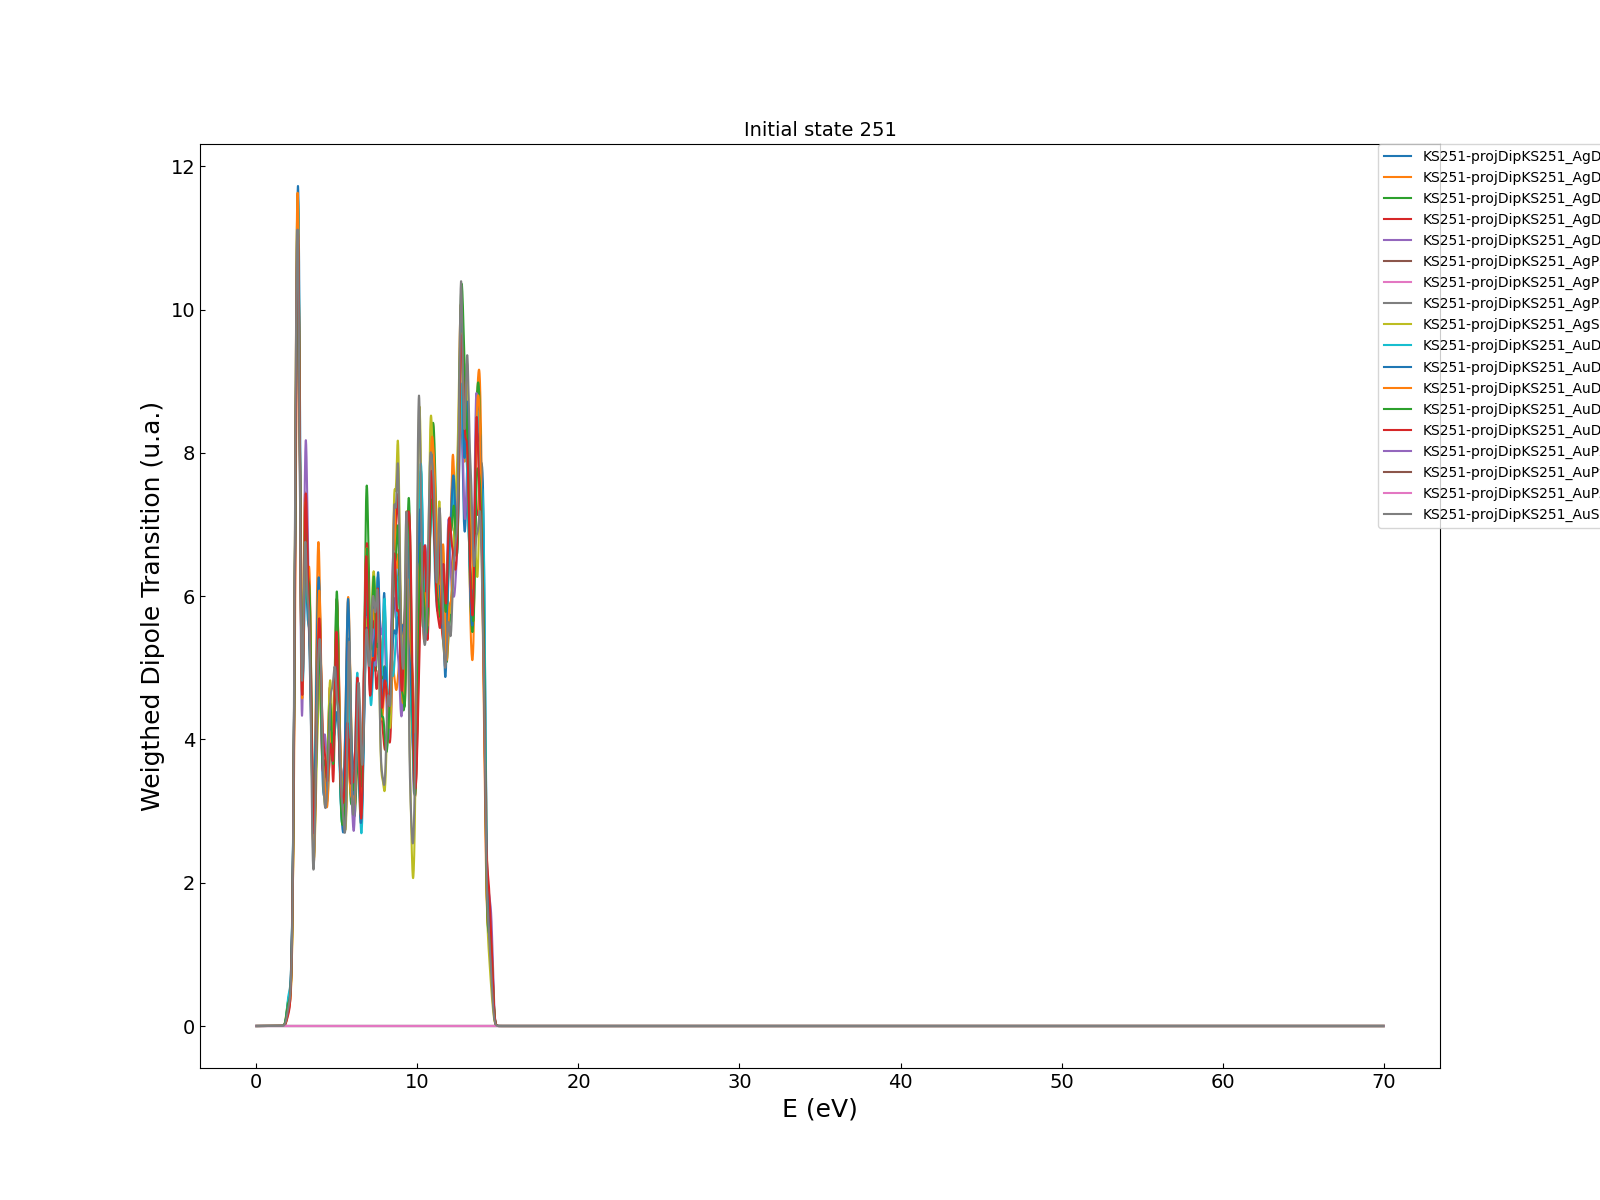 Initial state 251
12
10
8
6
4
2
0
Weigthed Dipole Transition (u.a.)
0 10 20 30 40 50 60 70
E (eV)
KS251-projDipKS251_AgD
KS251-projDipKS251_AgD
KS251-projDipKS251_AgD
KS251-projDipKS251_AgD
KS251-projDipKS251_AgD
KS251-projDipKS251_AgP
KS251-projDipKS251_AgP
KS251-projDipKS251_AgP
KS251-projDipKS251_AgS
KS251-projDipKS251_AuD
KS251-projDipKS251_AuD
KS251-projDipKS251_AuD
KS251-projDipKS251_AuD
KS251-projDipKS251_AuD
KS251-projDipKS251_AuP
KS251-projDipKS251_AuP
KS251-projDipKS251_AuP
KS251-projDipKS251_AuS